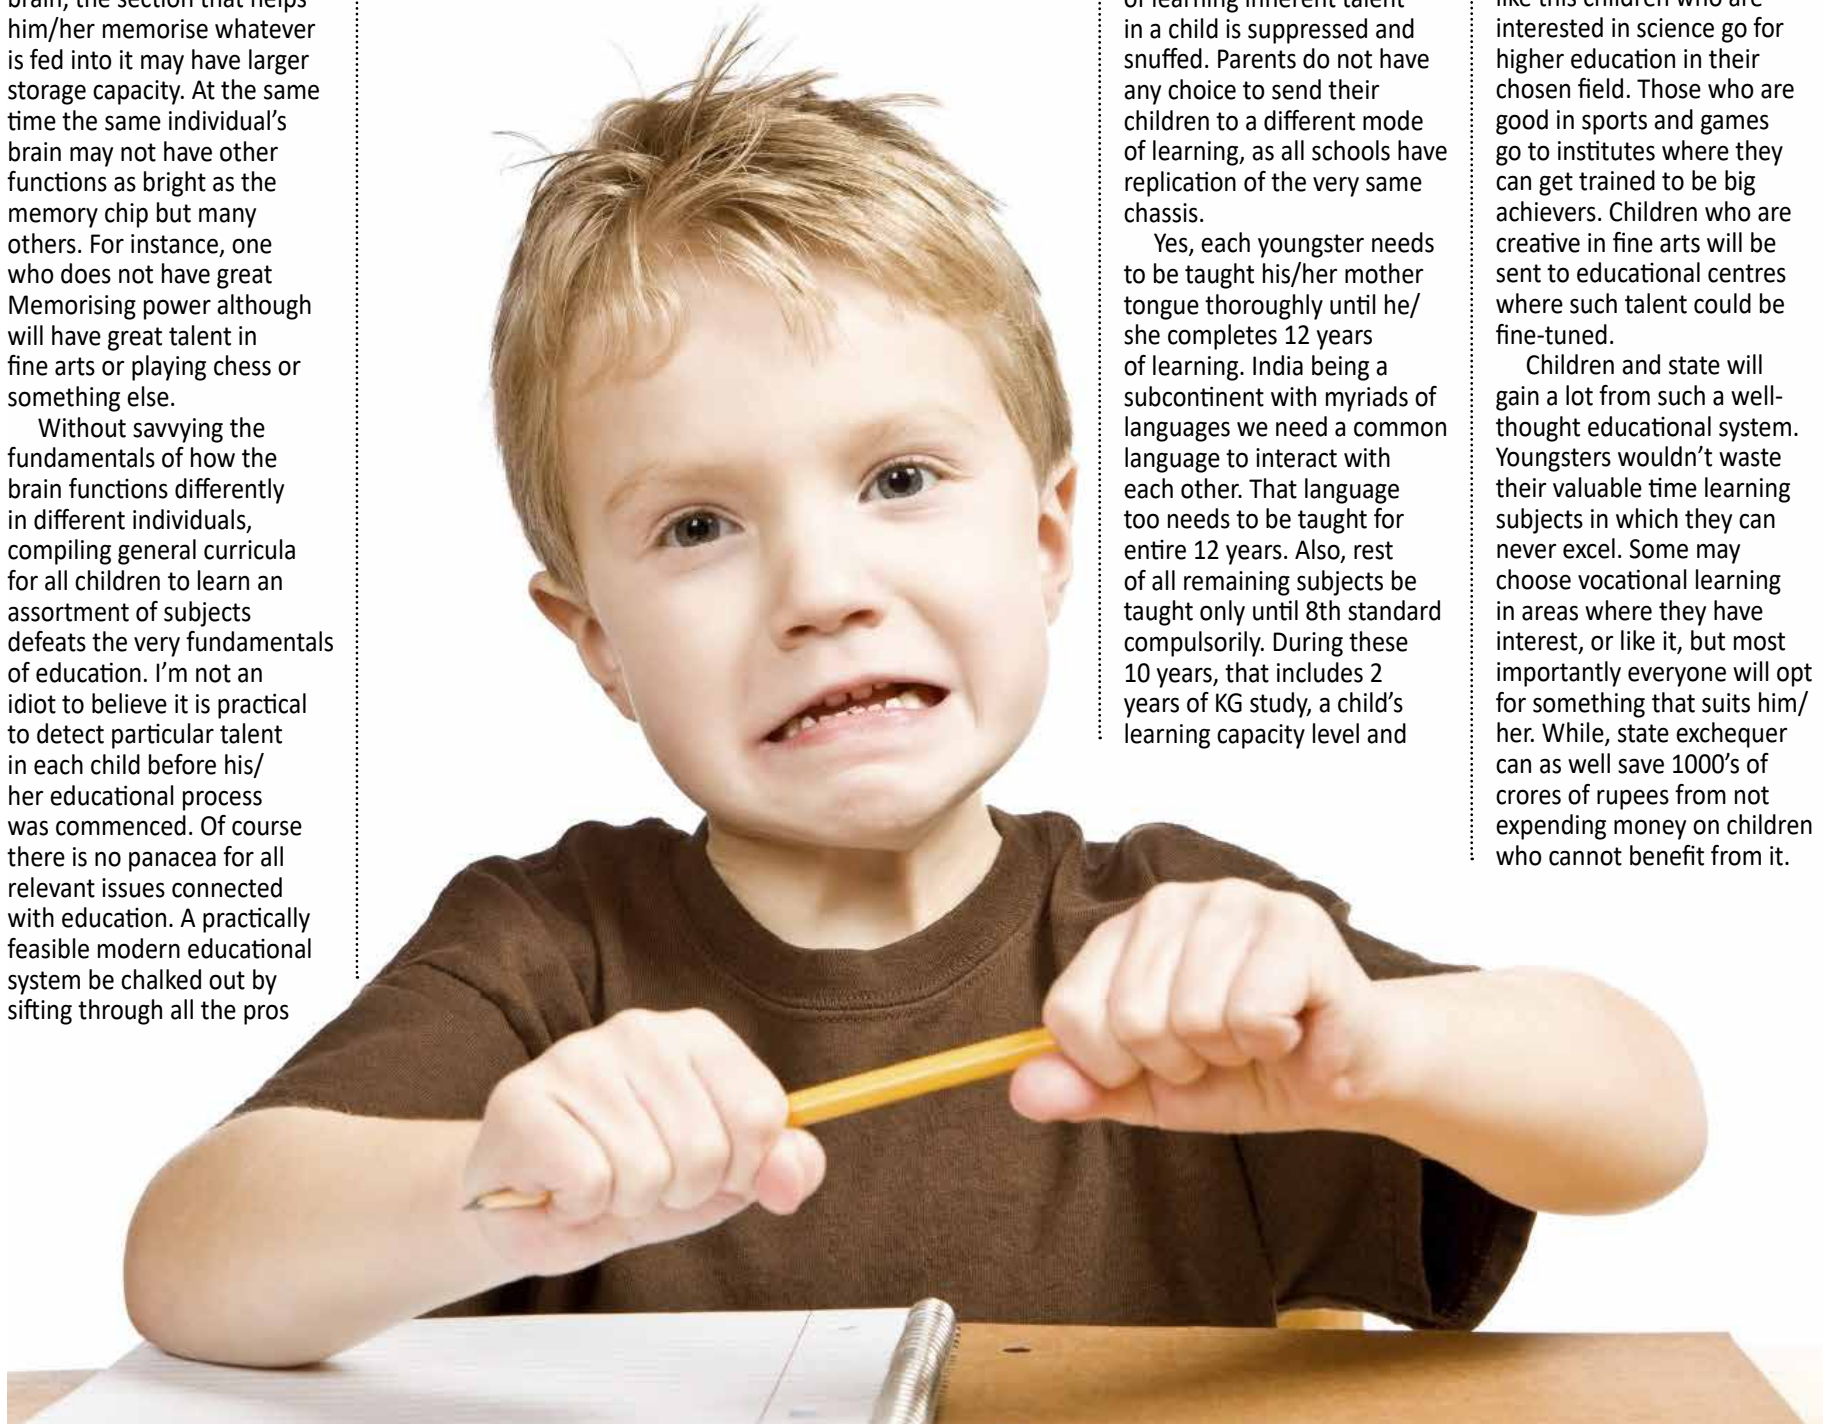 brain, the section that helps
him/her memorise whatever
is fed into it may have larger
storage capacity. At the same
time the same individual's
brain may not have other
functions as bright as the
memory chip but many
others. For instance, one
who does not have great
Memorising power although
will have great talent in
fine arts or playing chess or
something else.
Without savvying the
fundamentals of how the
brain functions differently
in different individuals,
compiling general curricula
for all children to learn an
assortment of subjects
defeats the very fundamentals
of education. I'm not an
idiot to believe it is practical
to detect particular talent
in each child before his/
her educational process
was commenced. Of course
there is no panacea for all
relevant issues connected
with education. A practically
feasible modern educational
system be chalked out by
sifting through all the pros
of learning inherent talent
in a child is suppressed and
snuffed. Parents do not have
any choice to send their
children to a different mode
of learning, as all schools have
replication of the very same
chassis.
Yes, each youngster needs
to be taught his/her mother
tongue thoroughly until he/
she completes 12 years
of learning. India being a
subcontinent with myriads of
languages we need a common
language to interact with
each other. That language
too needs to be taught for
entire 12 years. Also, rest
of all remaining subjects be
taught only until 8th standard
compulsorily. During these
10 years, that includes 2
years of KG study, a child's
learning capacity level and
like this children who are
interested in science go for
higher education in their
chosen field. Those who are
good in sports and games
go to institutes where they
can get trained to be big
achievers. Children who are
creative in fine arts will be
sent to educational centres
where such talent could be
fine-tuned.
Children and state will
gain a lot from such a well-
thought educational system.
Youngsters wouldn't waste
their valuable time learning
subjects in which they can
never excel. Some may
choose vocational learning
in areas where they have
interest, or like it, but most
importantly everyone will opt
for something that suits him/
her. While, state exchequer
can as well save 1000's of
crores of rupees from not
expending money on children
who cannot benefit from it.